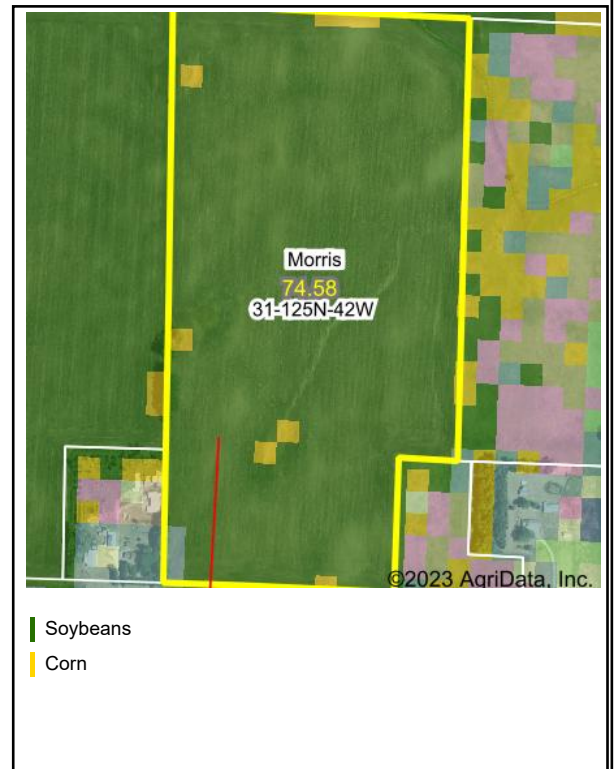 Morris
74.58
31-125N-42W
©2023 AgriData, Inc.
Soybeans
Corn